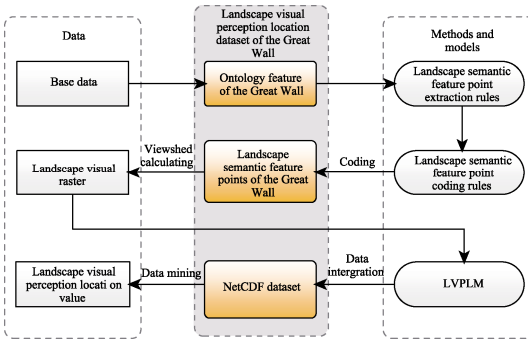 Data
Landscape visual
perception location
dataset of the Great
Wall
Methods and
models
Base data
Ontology feature
of the Great Wall
Landscape semantic
feature point
extraction rules
Landscape visual
raster
Viewshed
calculating
Landscape
semantic feature
points of the Great
Wall
Coding
Landscape semantic
feature point
coding rules
Landscape visual
perception locati on
value
Data mining
NetCDF dataset
Data
intergration
LVPLM